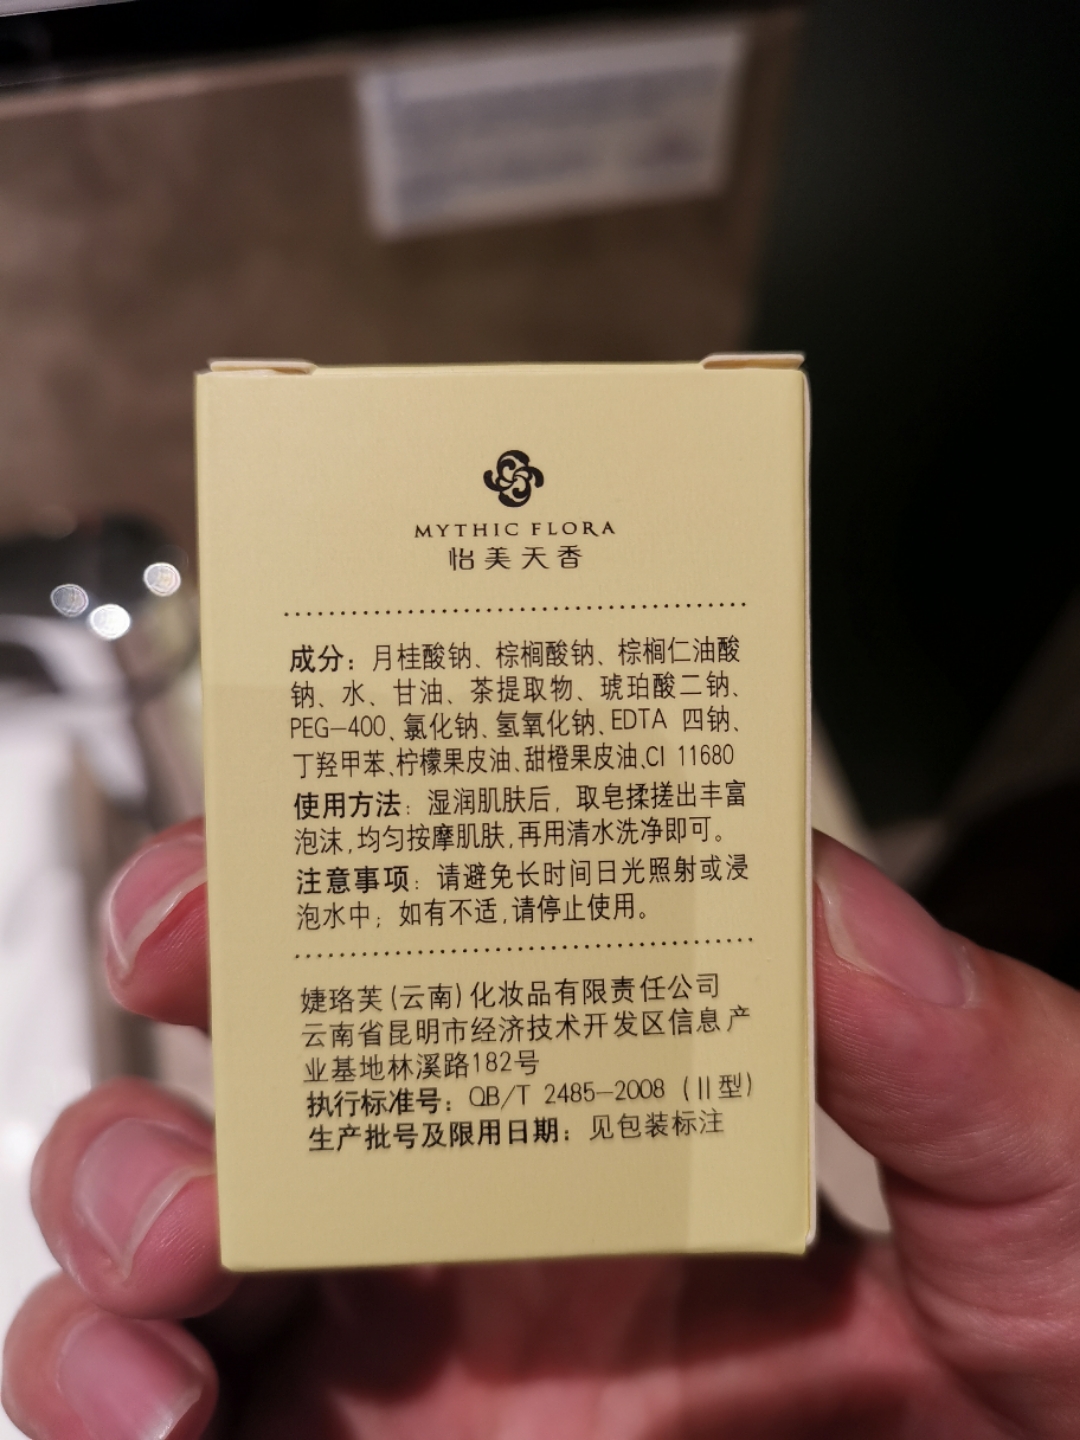 MYTHIC FLORA
怡美天香
成分：月桂酸钠、棕榈酸钠、棕榈仁油酸
钠、水、甘油、茶提取物、琥珀酸二钠、
PEG-400、氯化钠、氢氧化钠、EDTA 四钠、
丁羟甲苯、柠檬果皮油、甜橙果皮油、CI 11680
使用方法：湿润肌肤后，取皂揉搓出丰富
泡沫，均匀按摩肌肤，再用清水洗净即可。
注意事项：请避免长时间日光照射或浸
泡水中；如有不适，请停止使用。
婕珞芙(云南)化妆品有限责任公司
云南省昆明市经济技术开发区信息产
业基地林溪路182号
执行标准号：QB/T 2485-2008（II型）
生产批号及限用日期：见包装标注